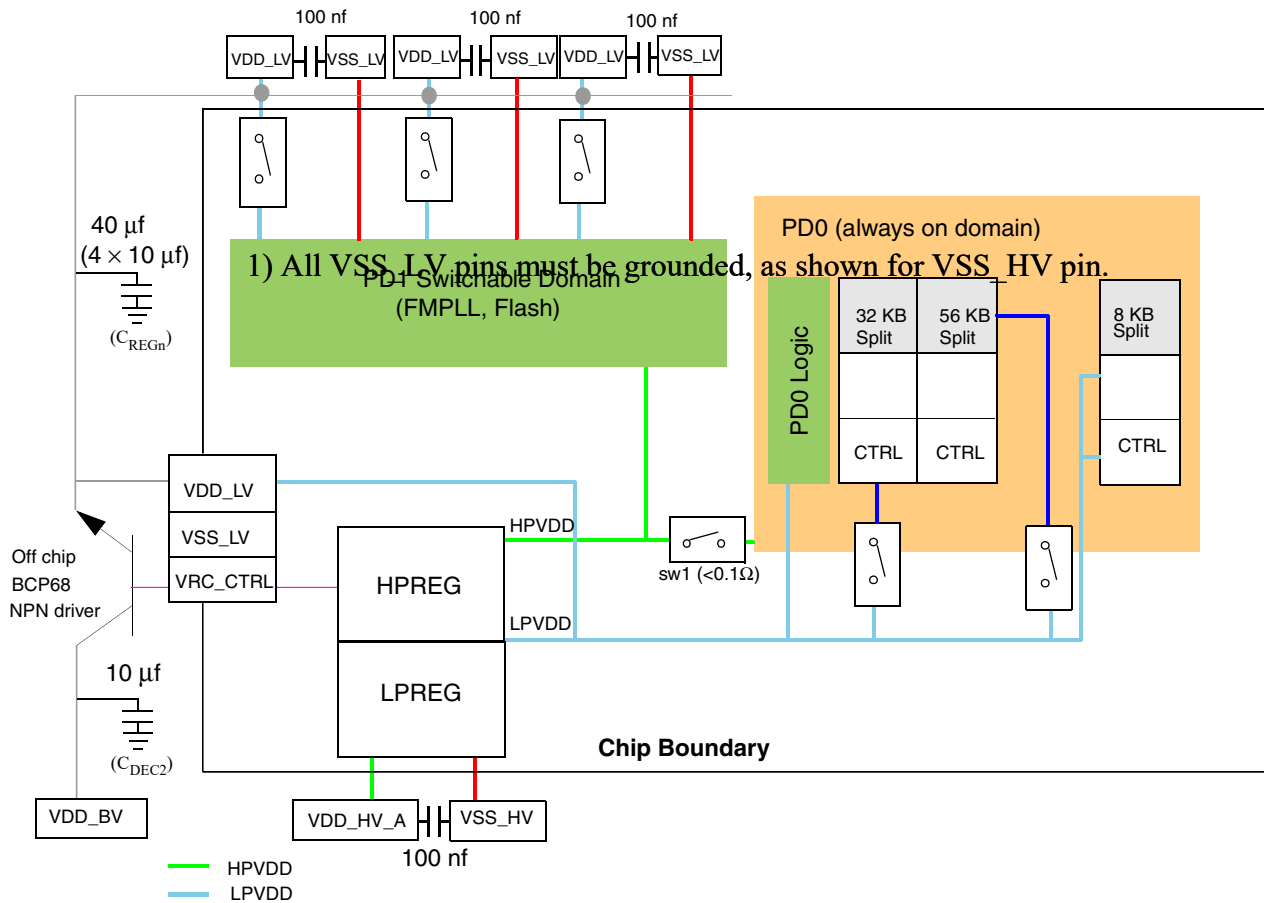 100 nf
100 nf
100 nf
VDD_LV
VSS_LV
VDD_LV
VSS_LV
VDD_LV
VSS_LV
40 μf
(4 × 10 μf)
(C_REGn)
PD0 (always on domain)
1) All VSS_LV pins must be grounded, as shown for VSS_HV pin.
PD1 Switchable Domain
(FMPLL, Flash)
PD0 Logic
32 KB
Split
56 KB
Split
8 KB
Split
CTRL
CTRL
CTRL
VDD_LV
VSS_LV
VRC_CTRL
Off chip
BCP68
NPN driver
HPREG
LPREG
HPVDD
sw1 (<0.1Ω)
LPVDD
10 μf
(C_DEC2)
Chip Boundary
VDD_BV
VDD_HV_A
VSS_HV
100 nf
HPVDD
LPVDD